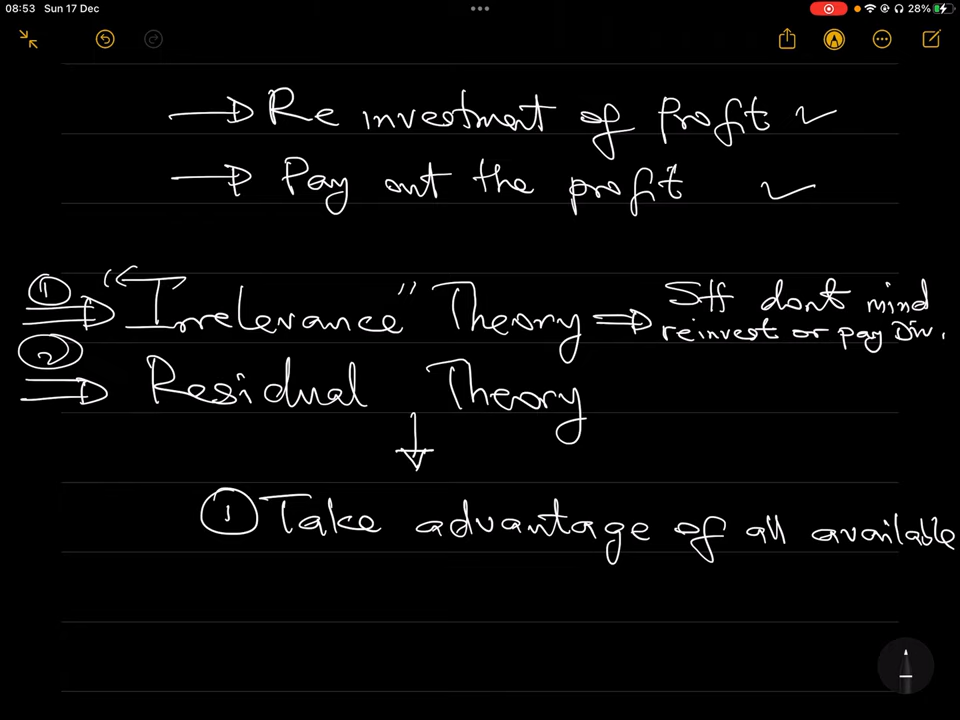 08:53 Sun 17 Dec 28%
Re investment of Profit
Pay out the profit
① "Irrelevance" Theory ⇒ SH dont mind
reinvest or pay Div.
② Residual Theory
① Take advantage of all available